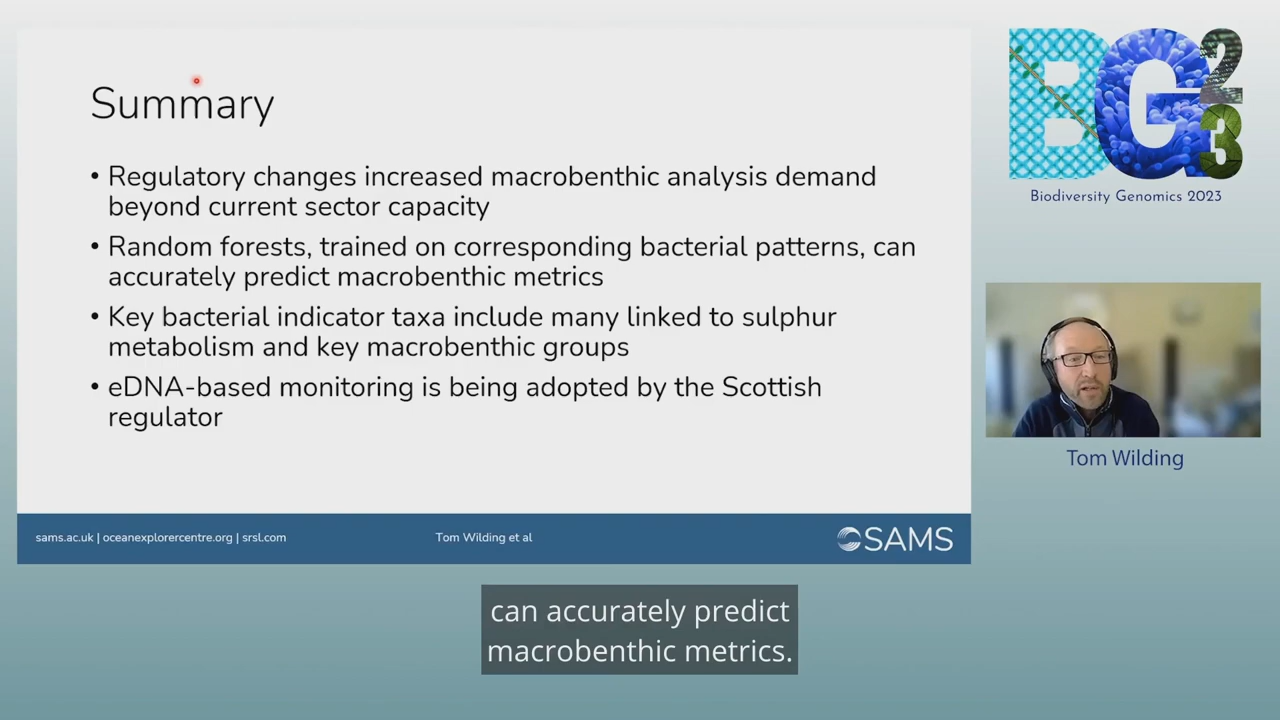 Summary
• Regulatory changes increased macrobenthic analysis demand
beyond current sector capacity
• Random forests, trained on corresponding bacterial patterns, can
accurately predict macrobenthic metrics
• Key bacterial indicator taxa include many linked to sulphur
metabolism and key macrobenthic groups
• eDNA-based monitoring is being adopted by the Scottish
regulator
sams.ac.uk | oceanexplorercentre.org | srsl.com
Tom Wilding et al
SAMS
BG23
Biodiversity Genomics 2023
Tom Wilding
can accurately predict
macrobenthic metrics.